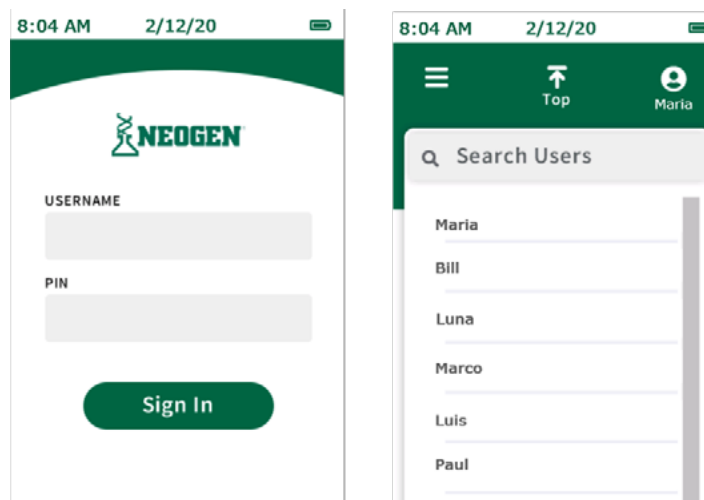 8:04 AM 2/12/20
NEOGEN
USERNAME
PIN
Sign In
8:04 AM 2/12/20
Top
Maria
Search Users
Maria
Bill
Luna
Marco
Luis
Paul